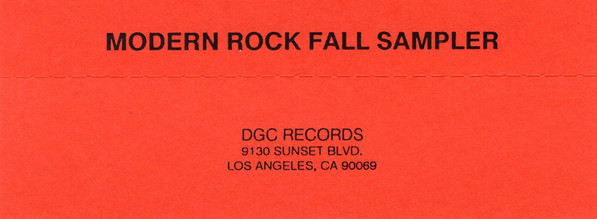 MODERN ROCK FALL SAMPLER
DGC RECORDS
9130 SUNSET BLVD.
LOS ANGELES, CA 90069